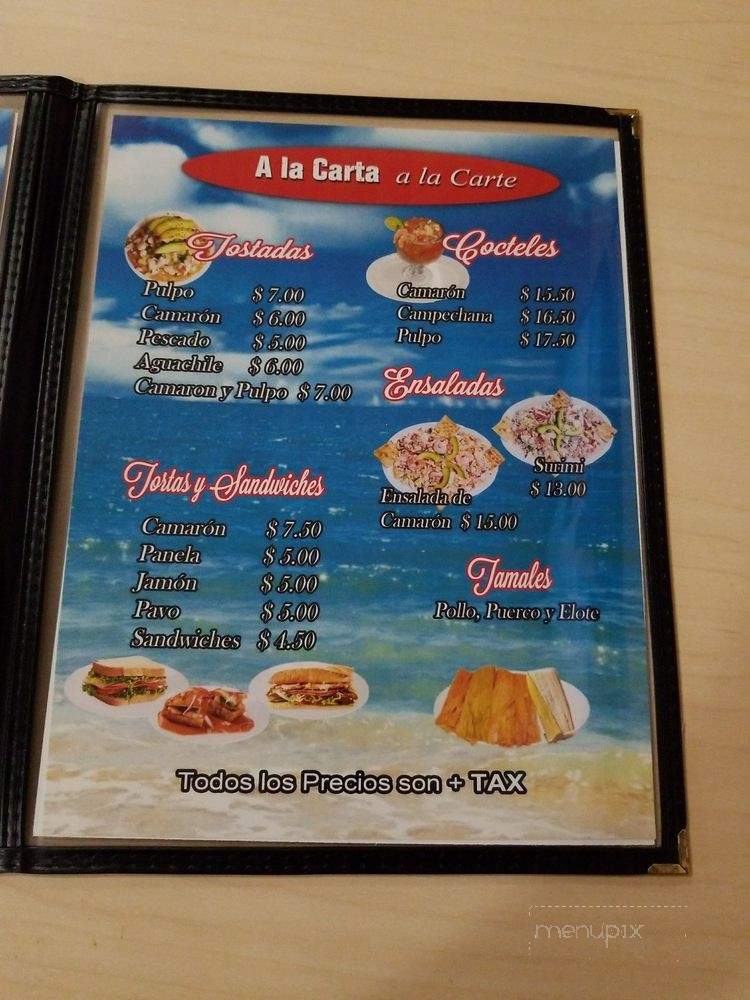 A la Carta a la Carte
Tostadas
Pulpo $ 7.00
Camarón $ 6.00
Pescado $ 5.00
Aguachile $ 6.00
Camaron y Pulpo $ 7.00
Cocteles
Camarón $ 15.50
Campechana $ 16.50
Pulpo $ 17.50
Ensaladas
Surimi
$ 13.00
Ensalada de
Camarón $ 15.00
Tortas y Sandwiches
Camarón $ 7.50
Panela $ 5.00
Jamón $ 5.00
Pavo $ 5.00
Sandwiches $ 4.50
Tamales
Pollo, Puerco y Elote
Todos los Precios son + TAX
menupix